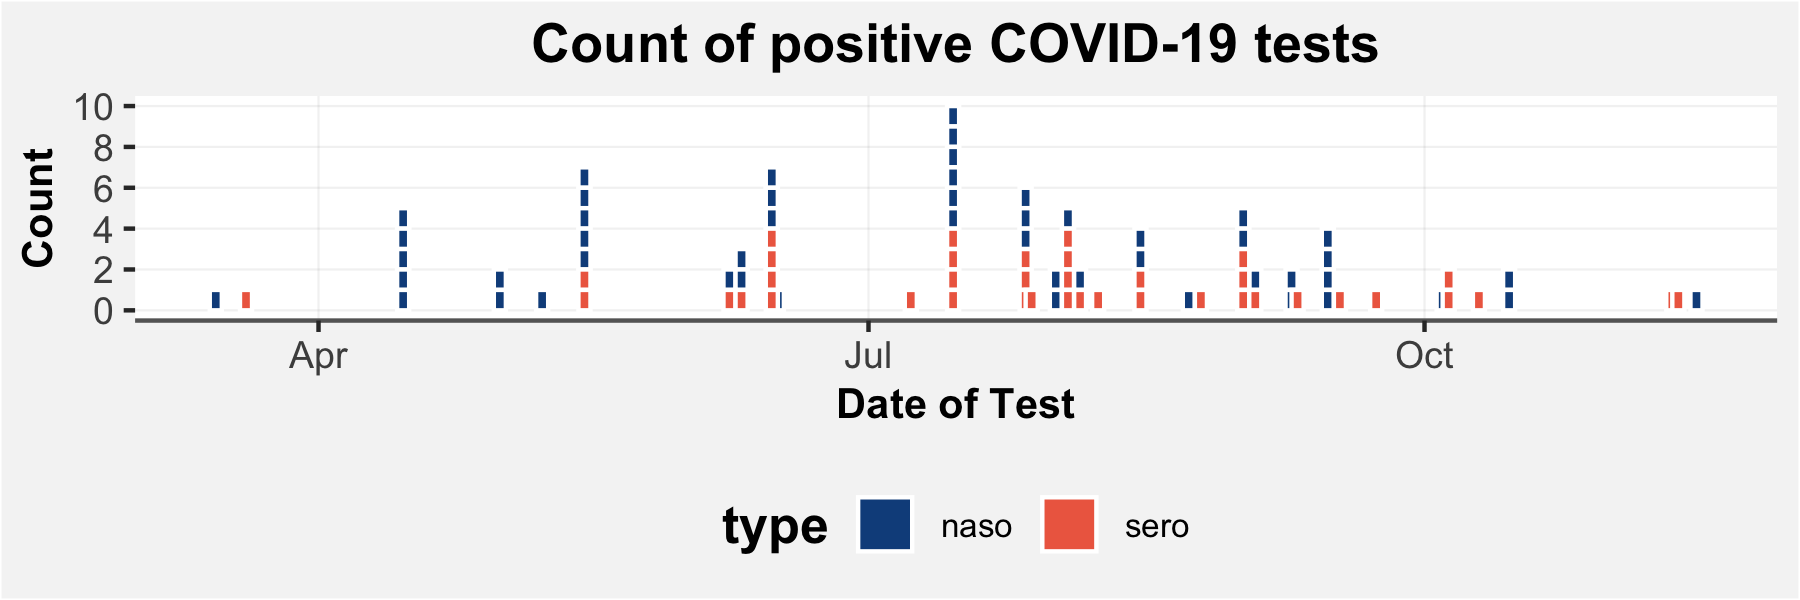 Count of positive COVID-19 tests
10
8
6
4
2
0
Count
Apr Jul Oct
Date of Test
type naso sero